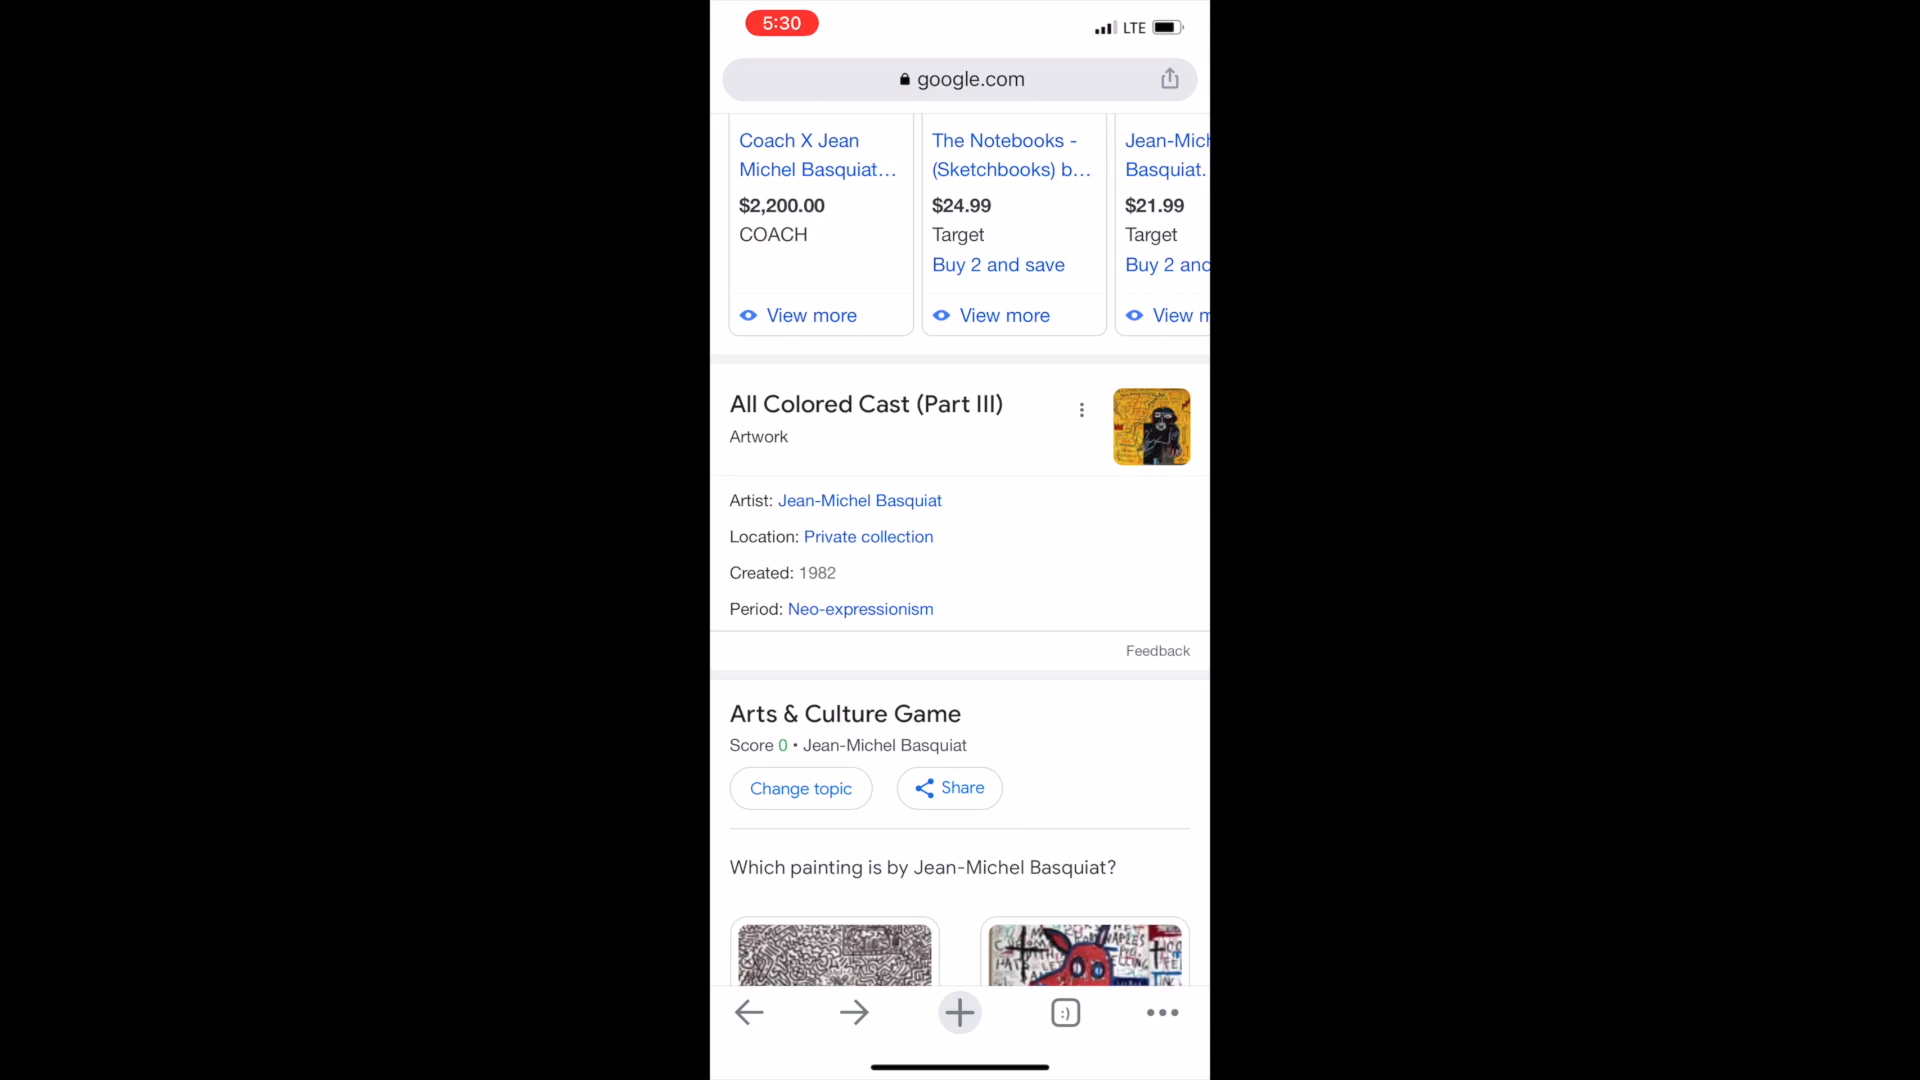 5:30
LTE
google.com
Coach X Jean
Michel Basquiat...
$2,200.00
COACH
View more
The Notebooks -
(Sketchbooks) b...
$24.99
Target
Buy 2 and save
View more
Jean-Mich
Basquiat.
$21.99
Target
Buy 2 and
View m
All Colored Cast (Part III)
Artwork
Artist: Jean-Michel Basquiat
Location: Private collection
Created: 1982
Period: Neo-expressionism
Feedback
Arts & Culture Game
Score 0 • Jean-Michel Basquiat
Change topic
Share
Which painting is by Jean-Michel Basquiat?
:)